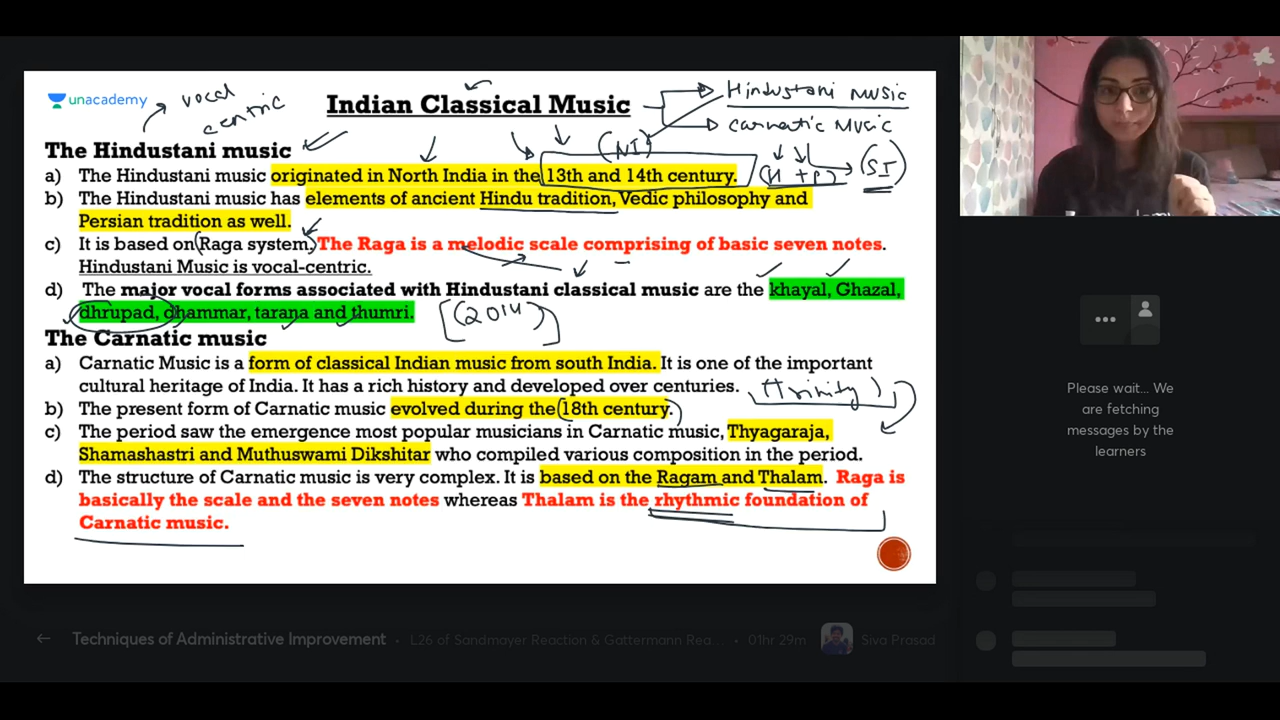 unacademy
vocal
centric
Indian Classical Music
Hindustani music
carnatic music
The Hindustani music
(NI)
(H + P)
(SI)
a) The Hindustani music originated in North India in the 13th and 14th century.
b) The Hindustani music has elements of ancient Hindu tradition, Vedic philosophy and
Persian tradition as well.
c) It is based on Raga system. The Raga is a melodic scale comprising of basic seven notes.
Hindustani Music is vocal-centric.
d) The major vocal forms associated with Hindustani classical music are the khayal, Ghazal,
dhrupad, dhammar, tarana and thumri.
(2014)
The Carnatic music
a) Carnatic Music is a form of classical Indian music from south India. It is one of the important
cultural heritage of India. It has a rich history and developed over centuries.
(Trinity)
b) The present form of Carnatic music evolved during the 18th century.
c) The period saw the emergence most popular musicians in Carnatic music, Thyagaraja,
Shamashastri and Muthuswami Dikshitar who compiled various composition in the period.
d) The structure of Carnatic music is very complex. It is based on the Ragam and Thalam. Raga is
basically the scale and the seven notes whereas Thalam is the rhythmic foundation of
Carnatic music.
Please wait... We
are fetching
messages by the
learners
Techniques of Administrative Improvement • L26 of Sandmayer Reaction & Gattermann Rea... • 01hr 29m Siva Prasad